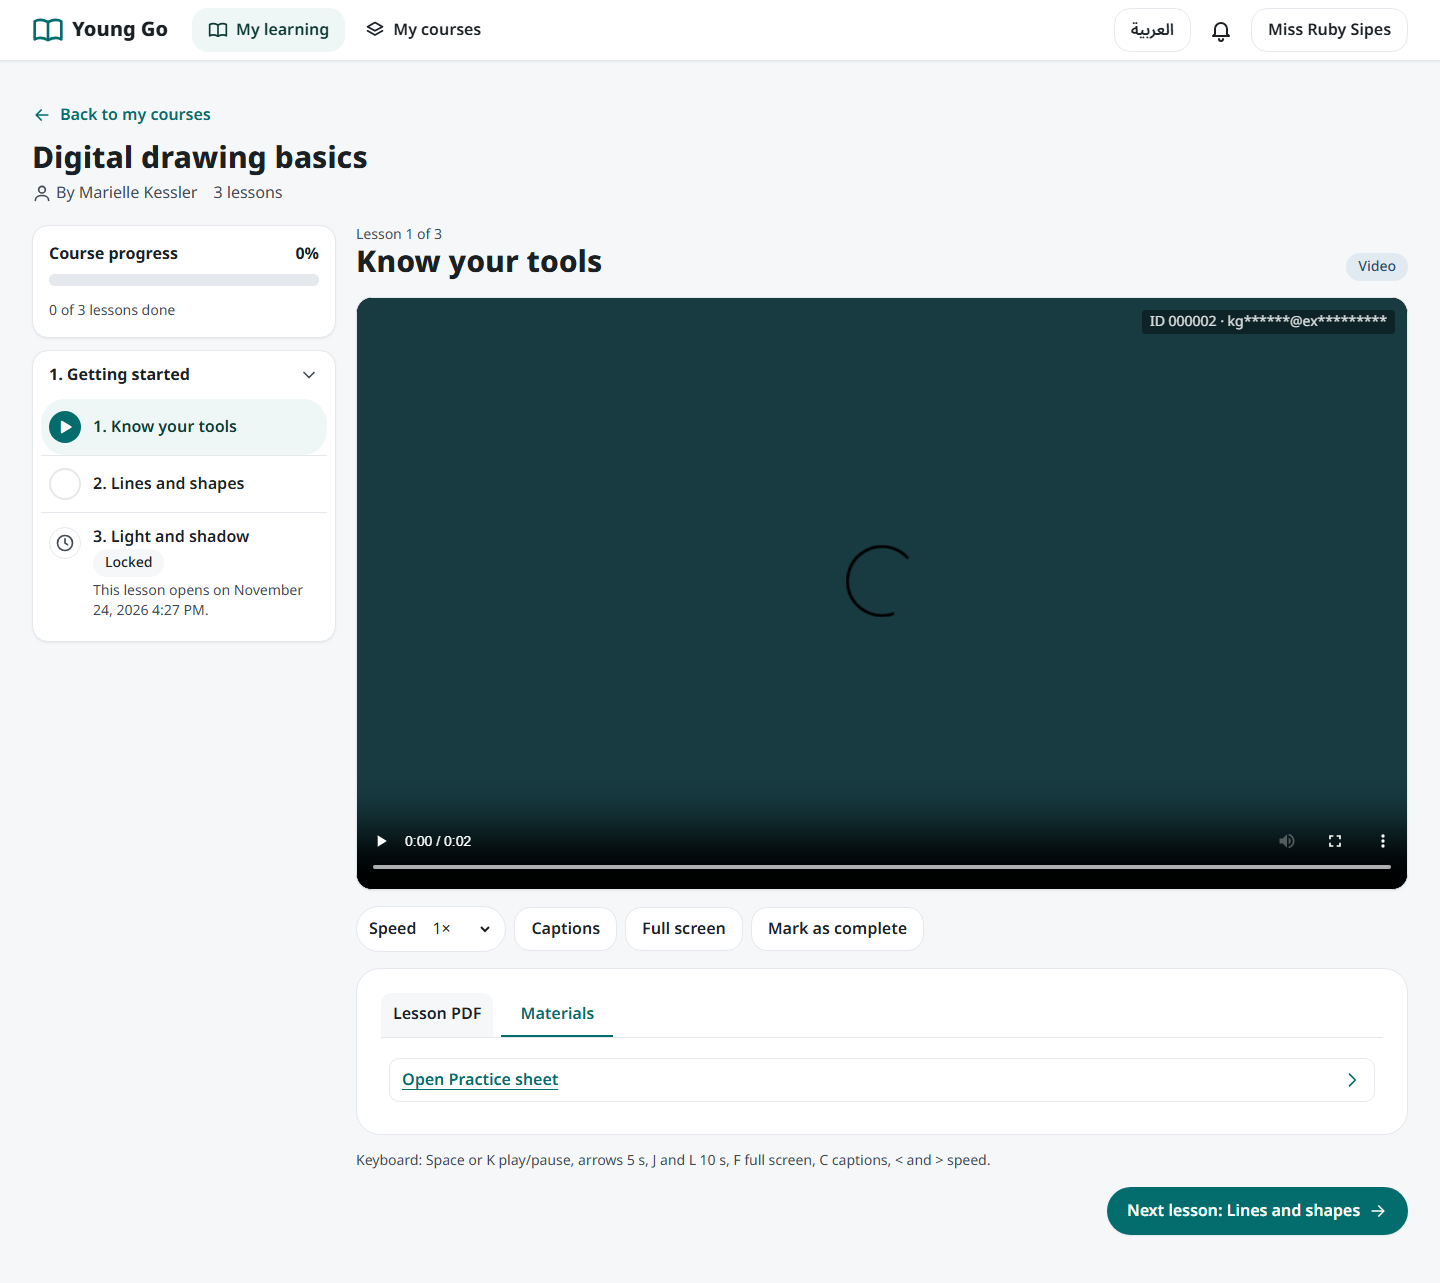 Young Go
My learning
My courses
العربية
Miss Ruby Sipes
Back to my courses
Digital drawing basics
By Marielle Kessler 3 lessons
Course progress 0%
0 of 3 lessons done
1. Getting started
1. Know your tools
2. Lines and shapes
3. Light and shadow
Locked
This lesson opens on November
24, 2026 4:27 PM.
Lesson 1 of 3
Know your tools
Video
ID 000002 · kg******@ex*********
0:00 / 0:02
Speed 1×
Captions
Full screen
Mark as complete
Lesson PDF
Materials
Open Practice sheet
Keyboard: Space or K play/pause, arrows 5 s, J and L 10 s, F full screen, C captions, < and > speed.
Next lesson: Lines and shapes